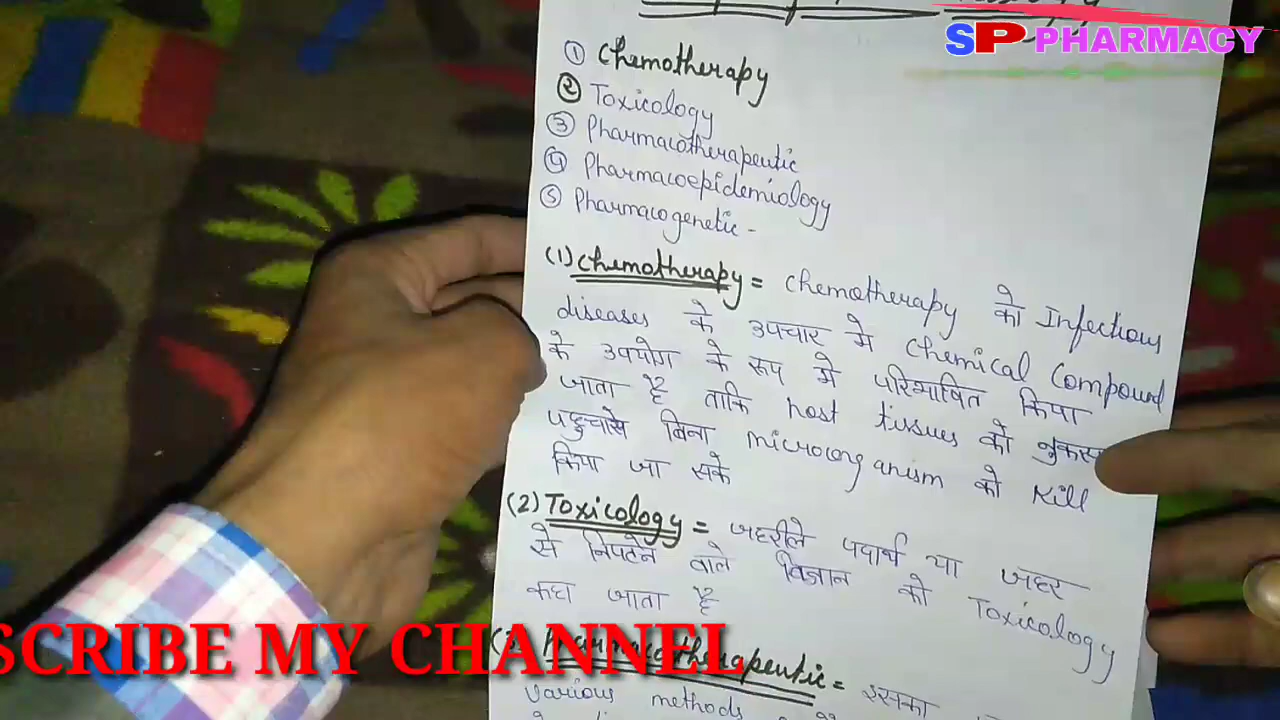 SP PHARMACY
① Chemotherapy
② Toxicology
③ Pharmacotherapeutic
④ Pharmacoepidemiology
⑤ Pharmacogenetic -
(1) Chemotherapy = Chemotherapy को Infectious
diseases के उपचार मे Chemical Compound
के उपयोग के रूप मे परिभाषित किया
जाता है ताकि host tissues को
पहुचाये बिना microorganism को Kill
किया जा सके
(2) Toxicology = जहरीले पदार्थ या जहर
से निपटने वाले विज्ञान को Toxicology
कहा जाता है
(3) Pharmacotherapeutic = इसका
various methods
SCRIBE MY CHANNEL